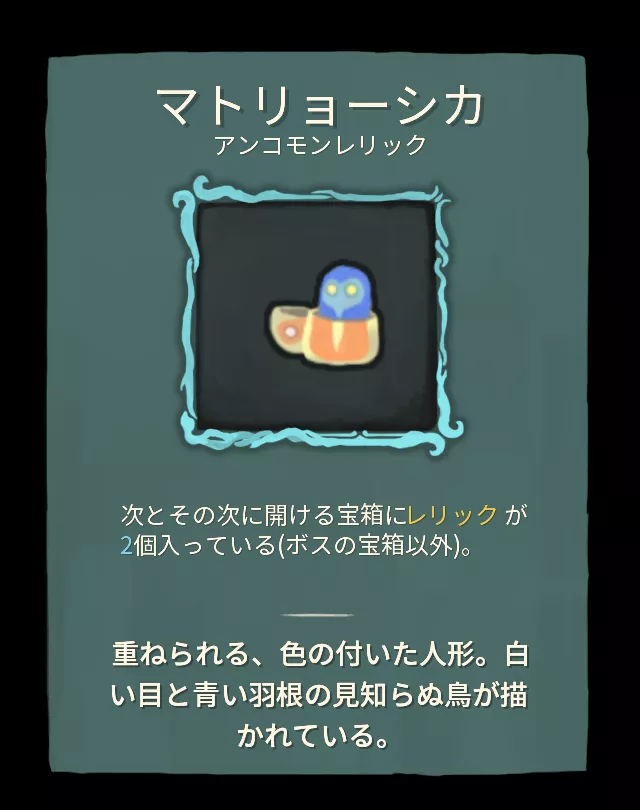 マトリョーシカ
アンコモンレリック
次とその次に開ける宝箱にレリック が
2個入っている(ボスの宝箱以外)。
重ねられる、色の付いた人形。白
い目と青い羽根の見知らぬ鳥が描
かれている。